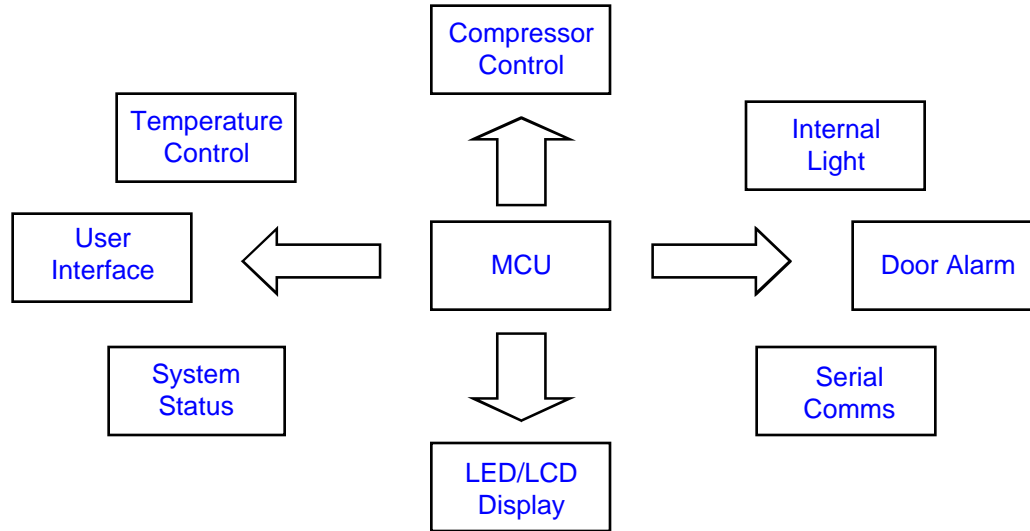 Compressor
Control
Temperature
Control
Internal
Light
User
Interface
MCU
Door Alarm
System
Status
Serial
Comms
LED/LCD
Display